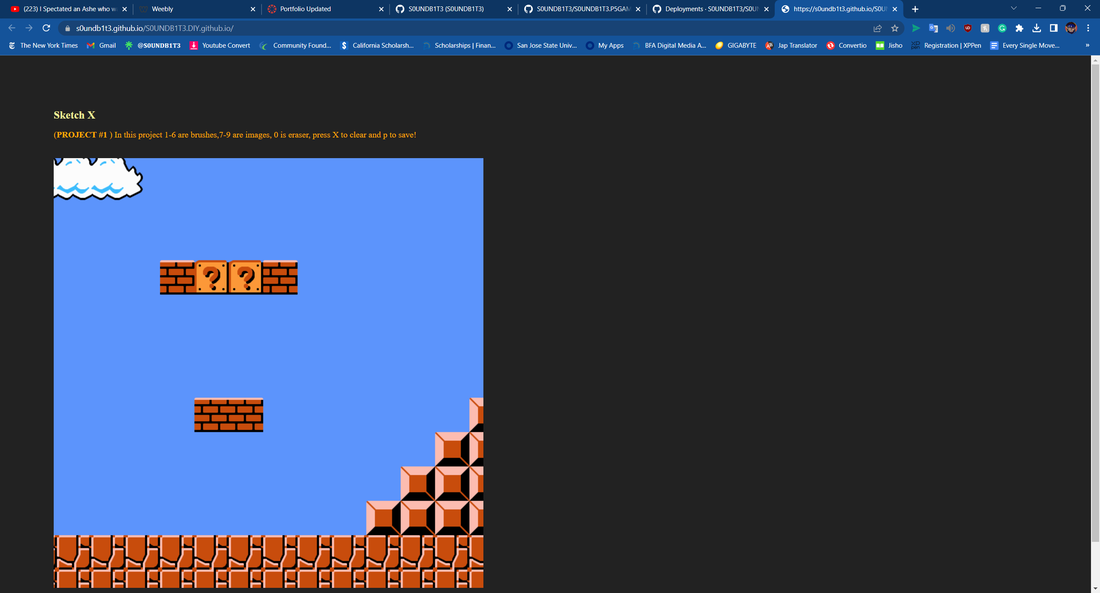 (223) I Spectated an Ashe who w
Weebly
Portfolio Updated
S0UNDB1T3 (S0UNDB1T3)
S0UNDB1T3/S0UNDB1T3.P5GAM
Deployments · S0UNDB1T3/S0U
https://s0undb1t3.github.io/S0U
s0undb1t3.github.io/S0UNDB1T3.DIY.github.io/
The New York Times
Gmail
@S0UNDB1T3
Youtube Convert
Community Found...
California Scholarsh...
Scholarships | Finan...
San Jose State Univ...
My Apps
BFA Digital Media A...
GIGABYTE
Jap Translator
Convertio
Jisho
Registration | XPPen
Every Single Move...
Sketch X
(PROJECT #1 ) In this project 1-6 are brushes,7-9 are images, 0 is eraser, press X to clear and p to save!
? ?